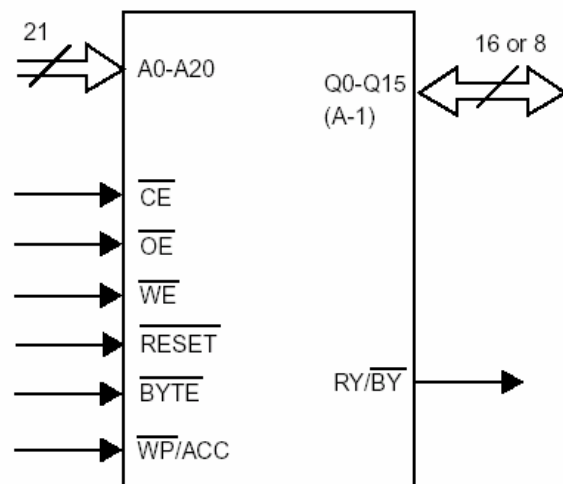 21
A0-A20
16 or 8
Q0-Q15
(A-1)
CE
OE
WE
RESET
BYTE
RY/BY
WP/ACC